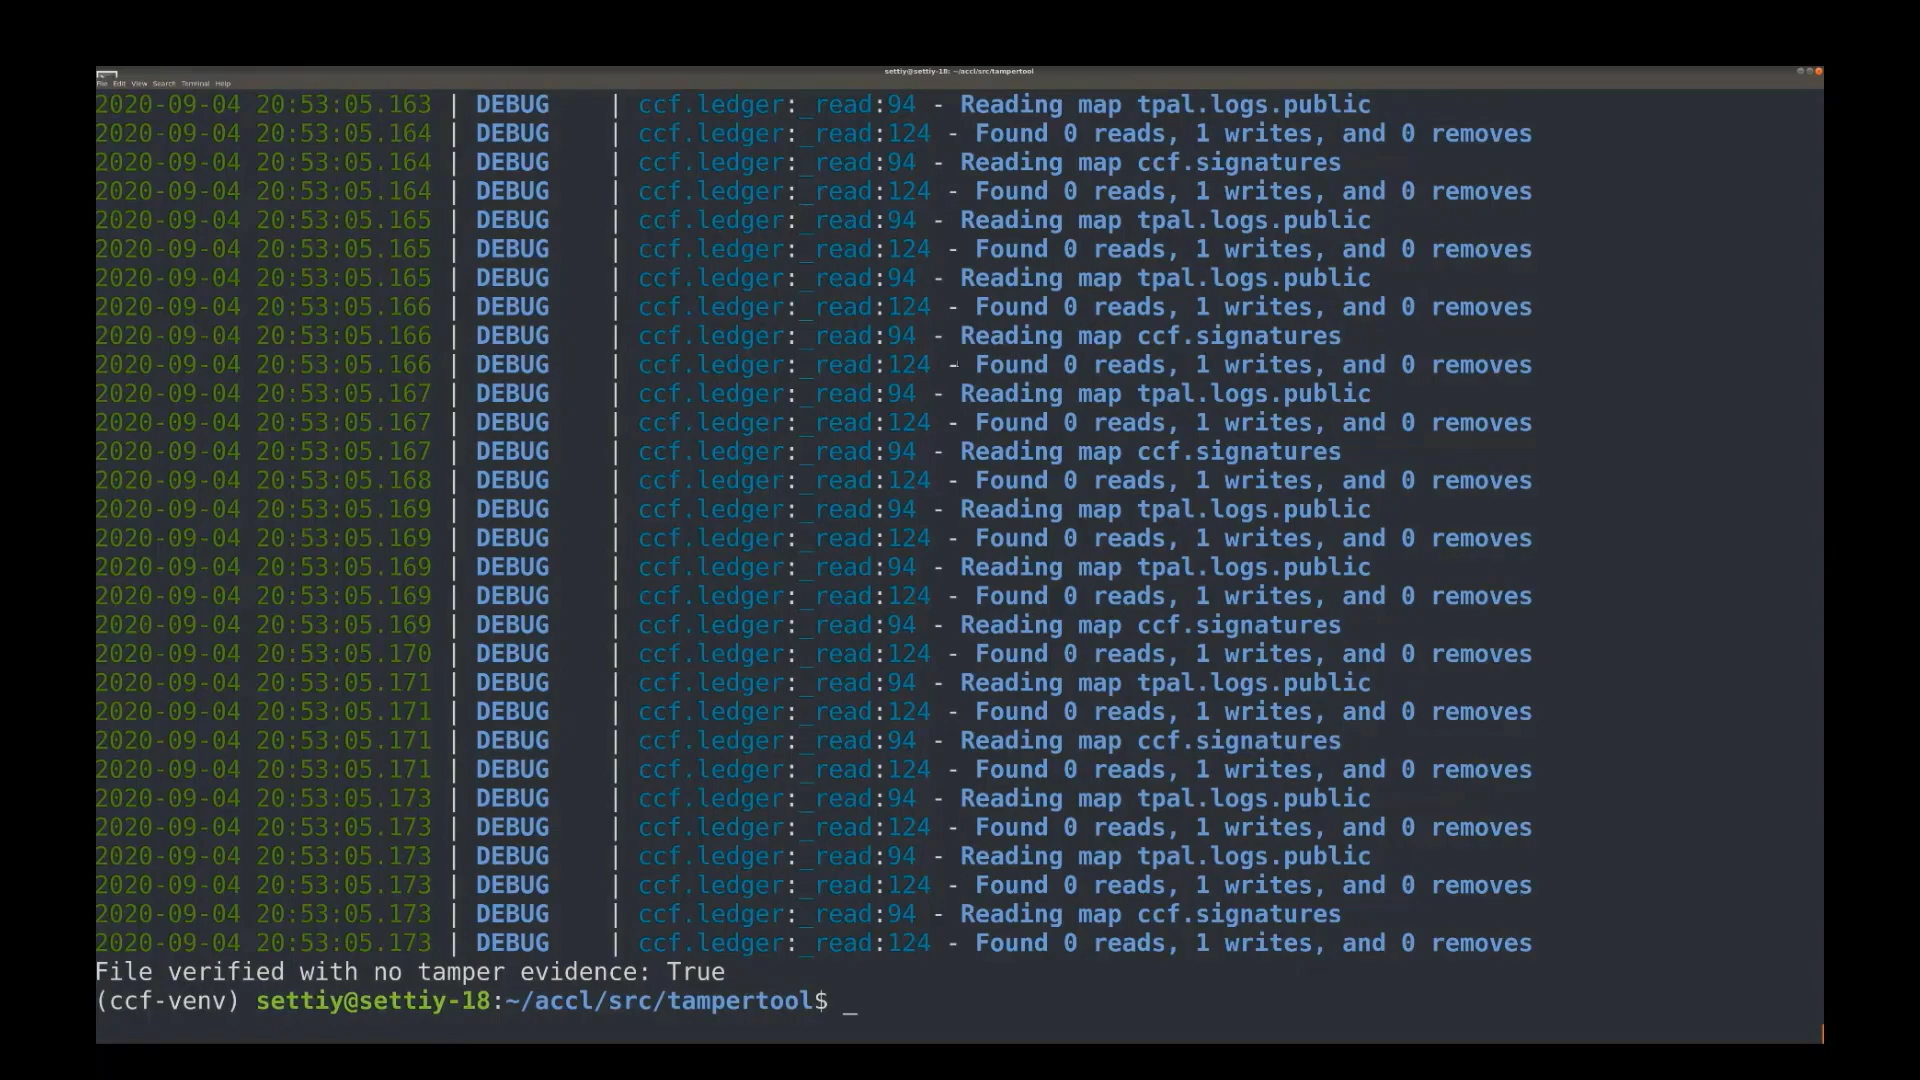 settiy@settiy-18: ~/accl/src/tampertool
File Edit View Search Terminal Help
2020-09-04 20:53:05.163 | DEBUG | ccf.ledger:_read:94 - Reading map tpal.logs.public
2020-09-04 20:53:05.164 | DEBUG | ccf.ledger:_read:124 - Found 0 reads, 1 writes, and 0 removes
2020-09-04 20:53:05.164 | DEBUG | ccf.ledger:_read:94 - Reading map ccf.signatures
2020-09-04 20:53:05.164 | DEBUG | ccf.ledger:_read:124 - Found 0 reads, 1 writes, and 0 removes
2020-09-04 20:53:05.165 | DEBUG | ccf.ledger:_read:94 - Reading map tpal.logs.public
2020-09-04 20:53:05.165 | DEBUG | ccf.ledger:_read:124 - Found 0 reads, 1 writes, and 0 removes
2020-09-04 20:53:05.165 | DEBUG | ccf.ledger:_read:94 - Reading map tpal.logs.public
2020-09-04 20:53:05.166 | DEBUG | ccf.ledger:_read:124 - Found 0 reads, 1 writes, and 0 removes
2020-09-04 20:53:05.166 | DEBUG | ccf.ledger:_read:94 - Reading map ccf.signatures
2020-09-04 20:53:05.166 | DEBUG | ccf.ledger:_read:124 - Found 0 reads, 1 writes, and 0 removes
2020-09-04 20:53:05.167 | DEBUG | ccf.ledger:_read:94 - Reading map tpal.logs.public
2020-09-04 20:53:05.167 | DEBUG | ccf.ledger:_read:124 - Found 0 reads, 1 writes, and 0 removes
2020-09-04 20:53:05.167 | DEBUG | ccf.ledger:_read:94 - Reading map ccf.signatures
2020-09-04 20:53:05.168 | DEBUG | ccf.ledger:_read:124 - Found 0 reads, 1 writes, and 0 removes
2020-09-04 20:53:05.169 | DEBUG | ccf.ledger:_read:94 - Reading map tpal.logs.public
2020-09-04 20:53:05.169 | DEBUG | ccf.ledger:_read:124 - Found 0 reads, 1 writes, and 0 removes
2020-09-04 20:53:05.169 | DEBUG | ccf.ledger:_read:94 - Reading map tpal.logs.public
2020-09-04 20:53:05.169 | DEBUG | ccf.ledger:_read:124 - Found 0 reads, 1 writes, and 0 removes
2020-09-04 20:53:05.169 | DEBUG | ccf.ledger:_read:94 - Reading map ccf.signatures
2020-09-04 20:53:05.170 | DEBUG | ccf.ledger:_read:124 - Found 0 reads, 1 writes, and 0 removes
2020-09-04 20:53:05.171 | DEBUG | ccf.ledger:_read:94 - Reading map tpal.logs.public
2020-09-04 20:53:05.171 | DEBUG | ccf.ledger:_read:124 - Found 0 reads, 1 writes, and 0 removes
2020-09-04 20:53:05.171 | DEBUG | ccf.ledger:_read:94 - Reading map ccf.signatures
2020-09-04 20:53:05.171 | DEBUG | ccf.ledger:_read:124 - Found 0 reads, 1 writes, and 0 removes
2020-09-04 20:53:05.173 | DEBUG | ccf.ledger:_read:94 - Reading map tpal.logs.public
2020-09-04 20:53:05.173 | DEBUG | ccf.ledger:_read:124 - Found 0 reads, 1 writes, and 0 removes
2020-09-04 20:53:05.173 | DEBUG | ccf.ledger:_read:94 - Reading map tpal.logs.public
2020-09-04 20:53:05.173 | DEBUG | ccf.ledger:_read:124 - Found 0 reads, 1 writes, and 0 removes
2020-09-04 20:53:05.173 | DEBUG | ccf.ledger:_read:94 - Reading map ccf.signatures
2020-09-04 20:53:05.173 | DEBUG | ccf.ledger:_read:124 - Found 0 reads, 1 writes, and 0 removes
File verified with no tamper evidence: True
(ccf-venv) settiy@settiy-18:~/accl/src/tampertool$ _